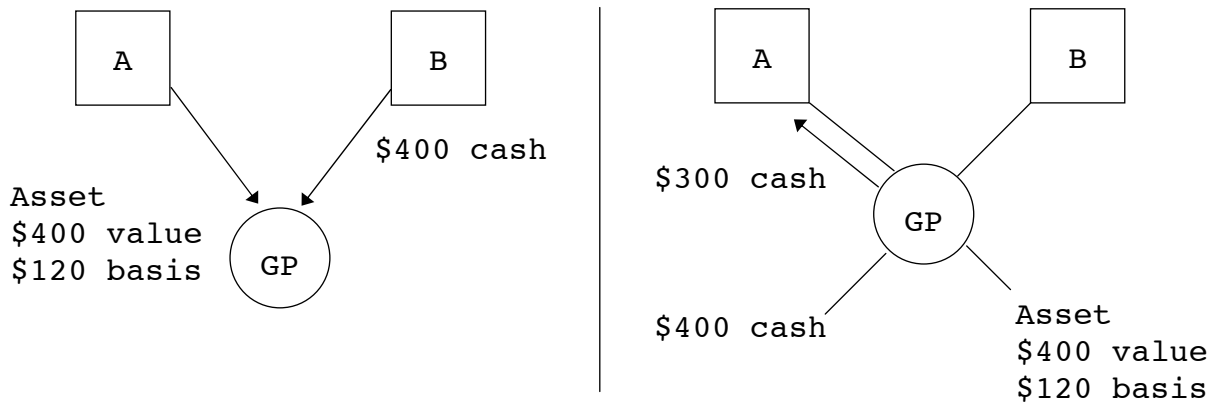 A
B
$400 cash
Asset
$400 value
$120 basis
GP
A
B
$300 cash
GP
$400 cash
Asset
$400 value
$120 basis